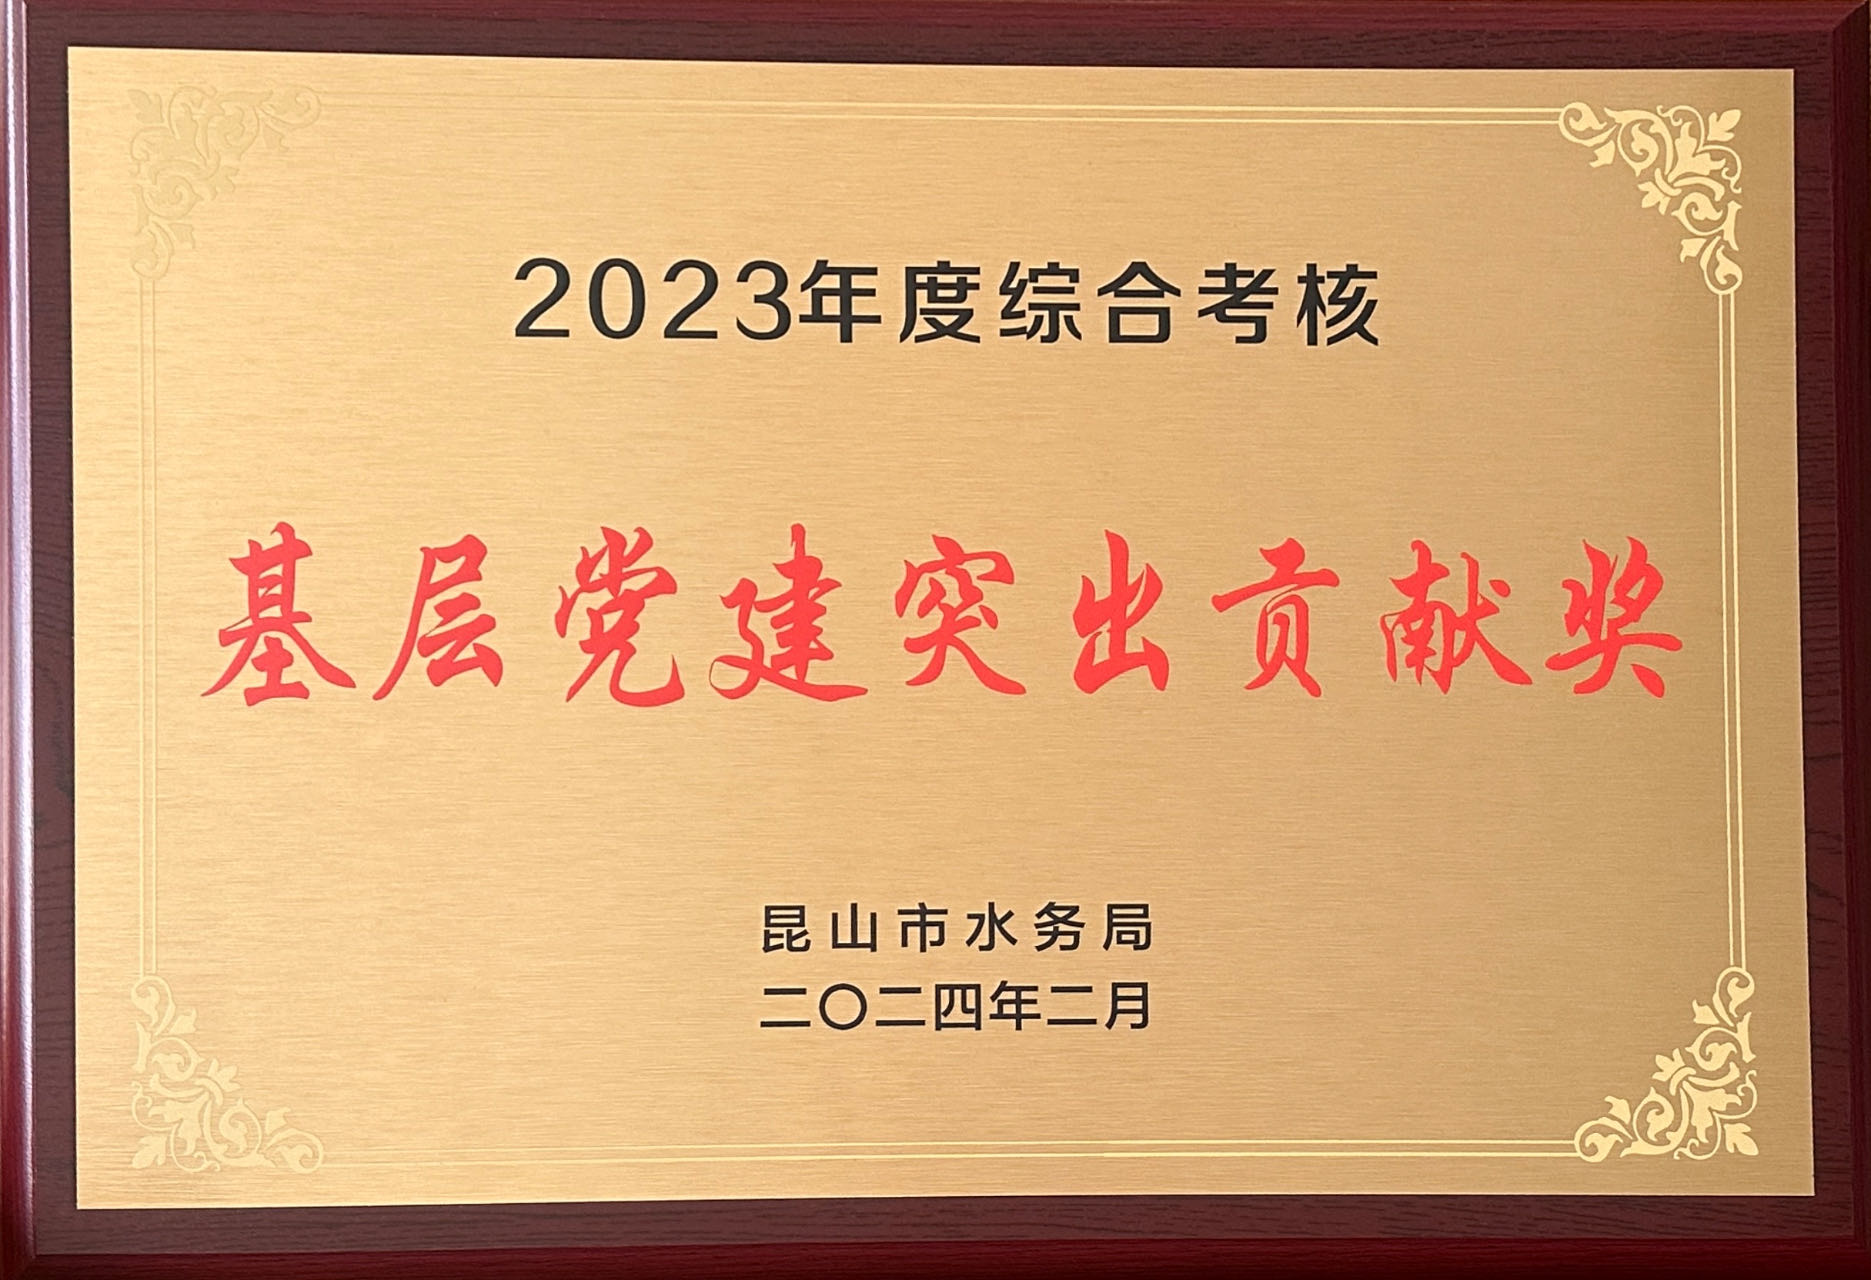 2023年度综合考核
基层党建突出贡献奖
昆山市水务局
二〇二四年二月